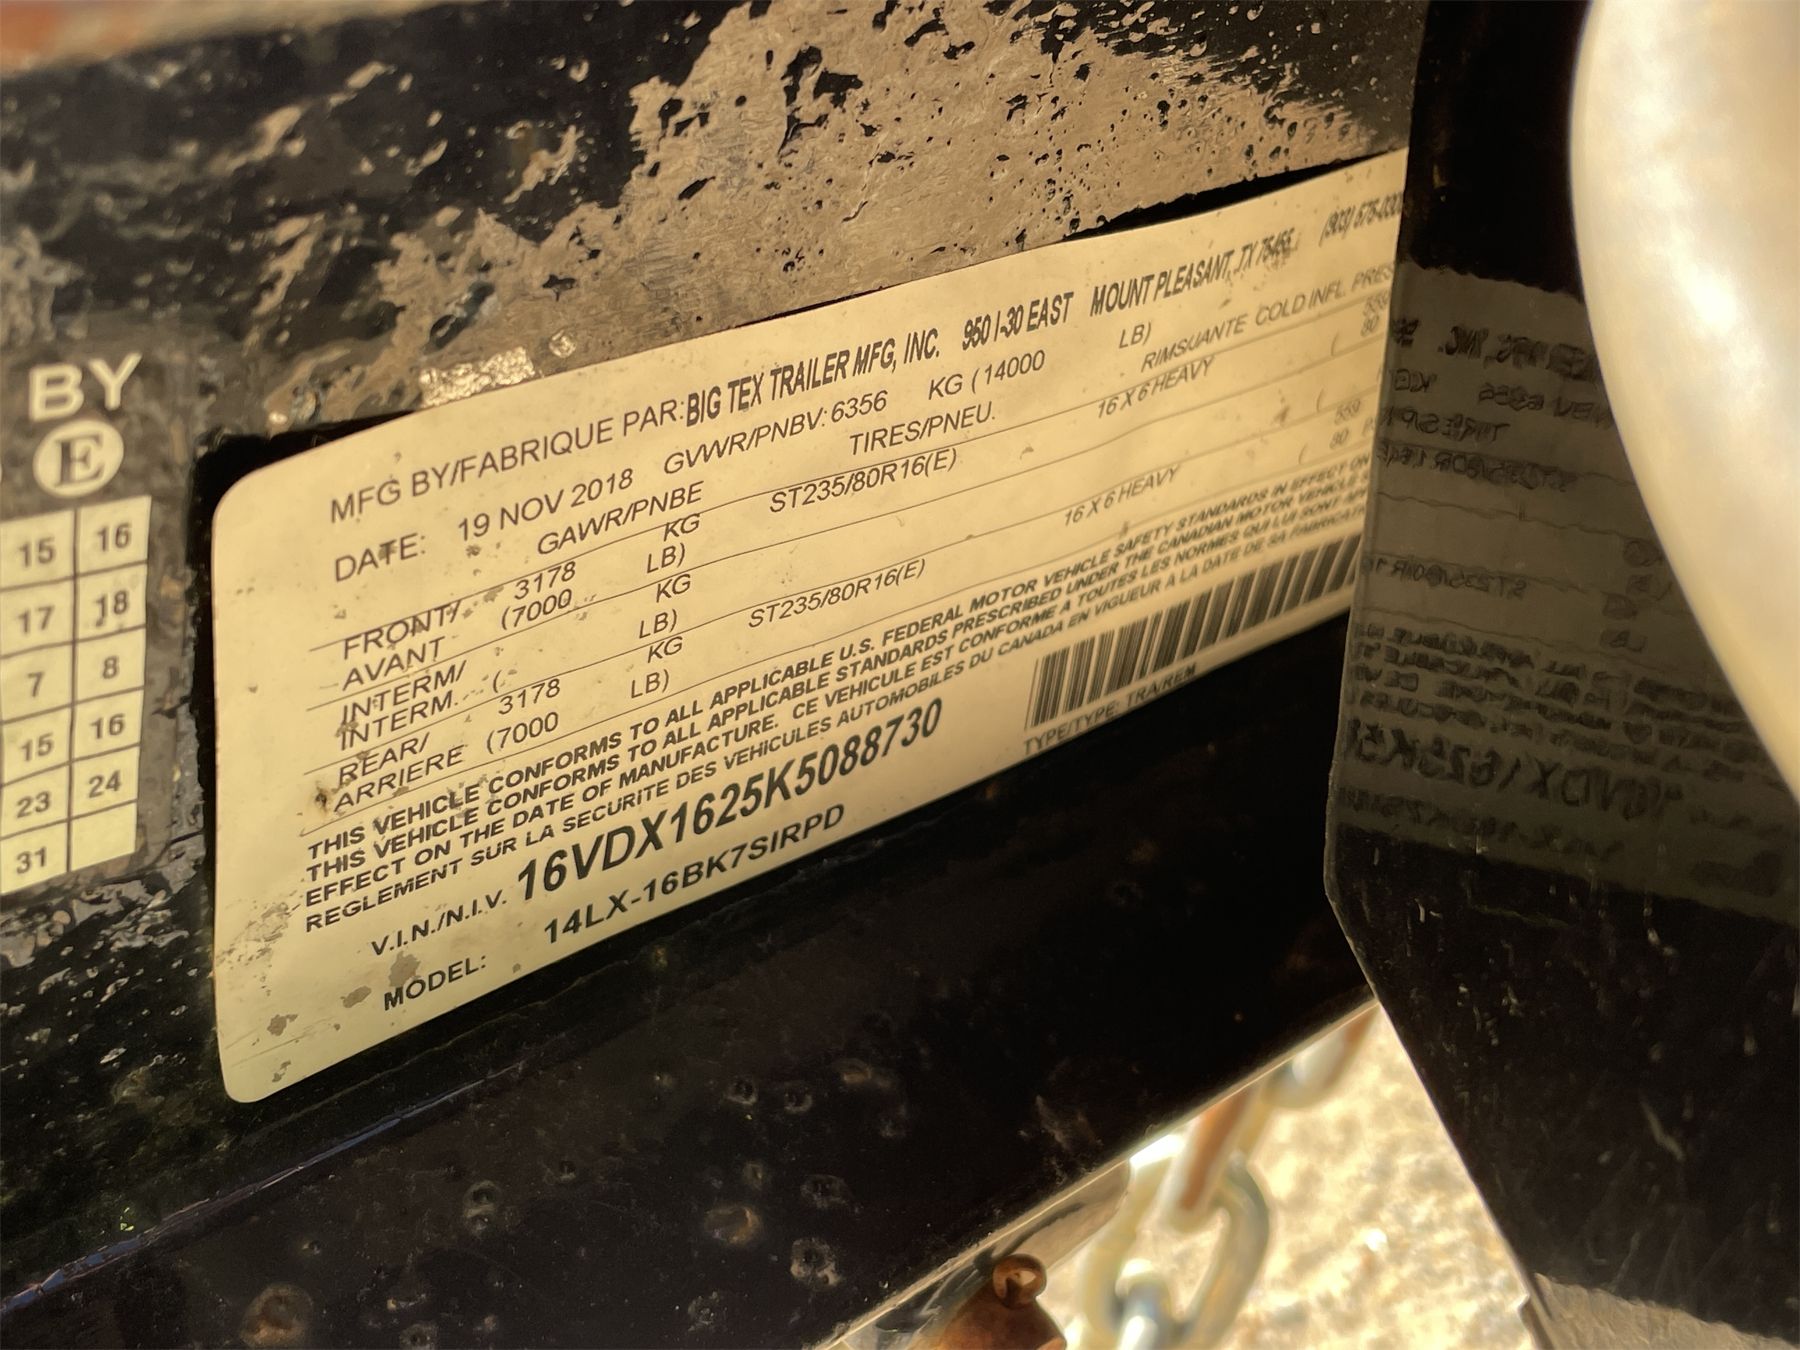 BY
E
15 16
17 18
7 8
15 16
23 24
31
MFG BY/FABRIQUE PAR: BIG TEX TRAILER MFG, INC. 950 I-30 EAST MOUNT PLEASANT, TX 75455
DATE: 19 NOV 2018 GVWR/PNBV: 6356 KG (14000 LB)
GAWR/PNBE TIRES/PNEU. RIMS/JANTE COLD INFL.
FRONT/ 3178 KG ST235/80R16(E) 16 X 6 HEAVY 559
AVANT (7000 LB) ( 80
INTERM/ KG
INTERM. ( LB) (
REAR/ 3178 KG ST235/80R16(E) 16 X 6 HEAVY 559
ARRIERE (7000 LB) ( 80
THIS VEHICLE CONFORMS TO ALL APPLICABLE U.S. FEDERAL MOTOR VEHICLE SAFETY STANDARDS IN EFFECT ON
THIS VEHICLE CONFORMS TO ALL APPLICABLE STANDARDS PRESCRIBED UNDER THE CANADIAN MOTOR VEHICLE
EFFECT ON THE DATE OF MANUFACTURE. CE VEHICULE EST CONFORME A TOUTES LES NORMES QUI LUI SONT
REGLEMENT SUR LA SECURITE DES VEHICULES AUTOMOBILES DU CANADA EN VIGUEUR A LA DATE DE SA
V.I.N./N.I.V. 16VDX1625K5088730
TYPE/TYPE: TRA/REM
MODEL: 14LX-16BK7SIRPD